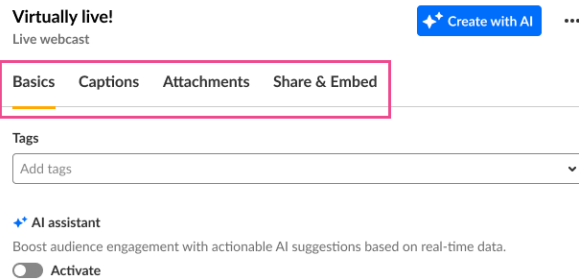 Virtually live!
Create with AI
Live webcast
Basics Captions Attachments Share & Embed
Tags
Add tags
AI assistant
Boost audience engagement with actionable AI suggestions based on real-time data.
Activate